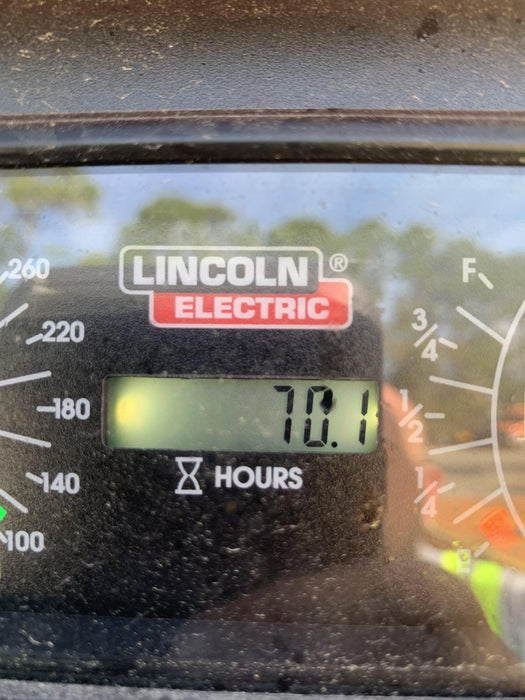 LINCOLN®
ELECTRIC
70.1
HOURS
260
220
180
140
100
F
3/4
1/2
1/4
E